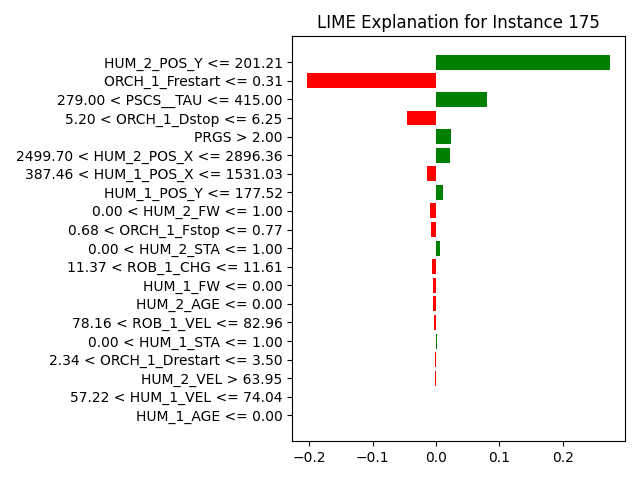 LIME Explanation for Instance 175
HUM_2_POS_Y <= 201.21
ORCH_1_Frestart <= 0.31
279.00 < PSCS__TAU <= 415.00
5.20 < ORCH_1_Dstop <= 6.25
PRGS > 2.00
2499.70 < HUM_2_POS_X <= 2896.36
387.46 < HUM_1_POS_X <= 1531.03
HUM_1_POS_Y <= 177.52
0.00 < HUM_2_FW <= 1.00
0.68 < ORCH_1_Fstop <= 0.77
0.00 < HUM_2_STA <= 1.00
11.37 < ROB_1_CHG <= 11.61
HUM_1_FW <= 0.00
HUM_2_AGE <= 0.00
78.16 < ROB_1_VEL <= 82.96
0.00 < HUM_1_STA <= 1.00
2.34 < ORCH_1_Drestart <= 3.50
HUM_2_VEL > 63.95
57.22 < HUM_1_VEL <= 74.04
HUM_1_AGE <= 0.00
−0.2 −0.1 0.0 0.1 0.2